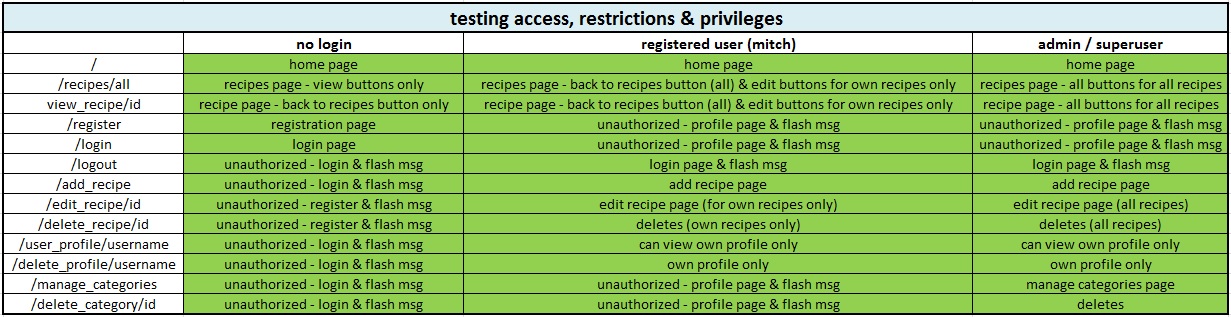 testing access, restrictions & privileges
no login registered user (mitch) admin / superuser
/ home page home page home page
/recipes/all recipes page - view buttons only recipes page - back to recipes button (all) & edit buttons for own recipes only recipes page - all buttons for all recipes
view_recipe/id recipe page - back to recipes button only recipe page - back to recipes button (all) & edit buttons for own recipes only recipe page - all buttons for all recipes
/register registration page unauthorized - profile page & flash msg unauthorized - profile page & flash msg
/login login page unauthorized - profile page & flash msg unauthorized - profile page & flash msg
/logout unauthorized - login & flash msg login page & flash msg login page & flash msg
/add_recipe unauthorized - login & flash msg add recipe page add recipe page
/edit_recipe/id unauthorized - register & flash msg edit recipe page (for own recipes only) edit recipe page (all recipes)
/delete_recipe/id unauthorized - register & flash msg deletes (own recipes only) deletes (all recipes)
/user_profile/username unauthorized - login & flash msg can view own profile only can view own profile only
/delete_profile/username unauthorized - login & flash msg own profile only own profile only
/manage_categories unauthorized - login & flash msg unauthorized - profile page & flash msg manage categories page
/delete_category/id unauthorized - login & flash msg unauthorized - profile page & flash msg deletes